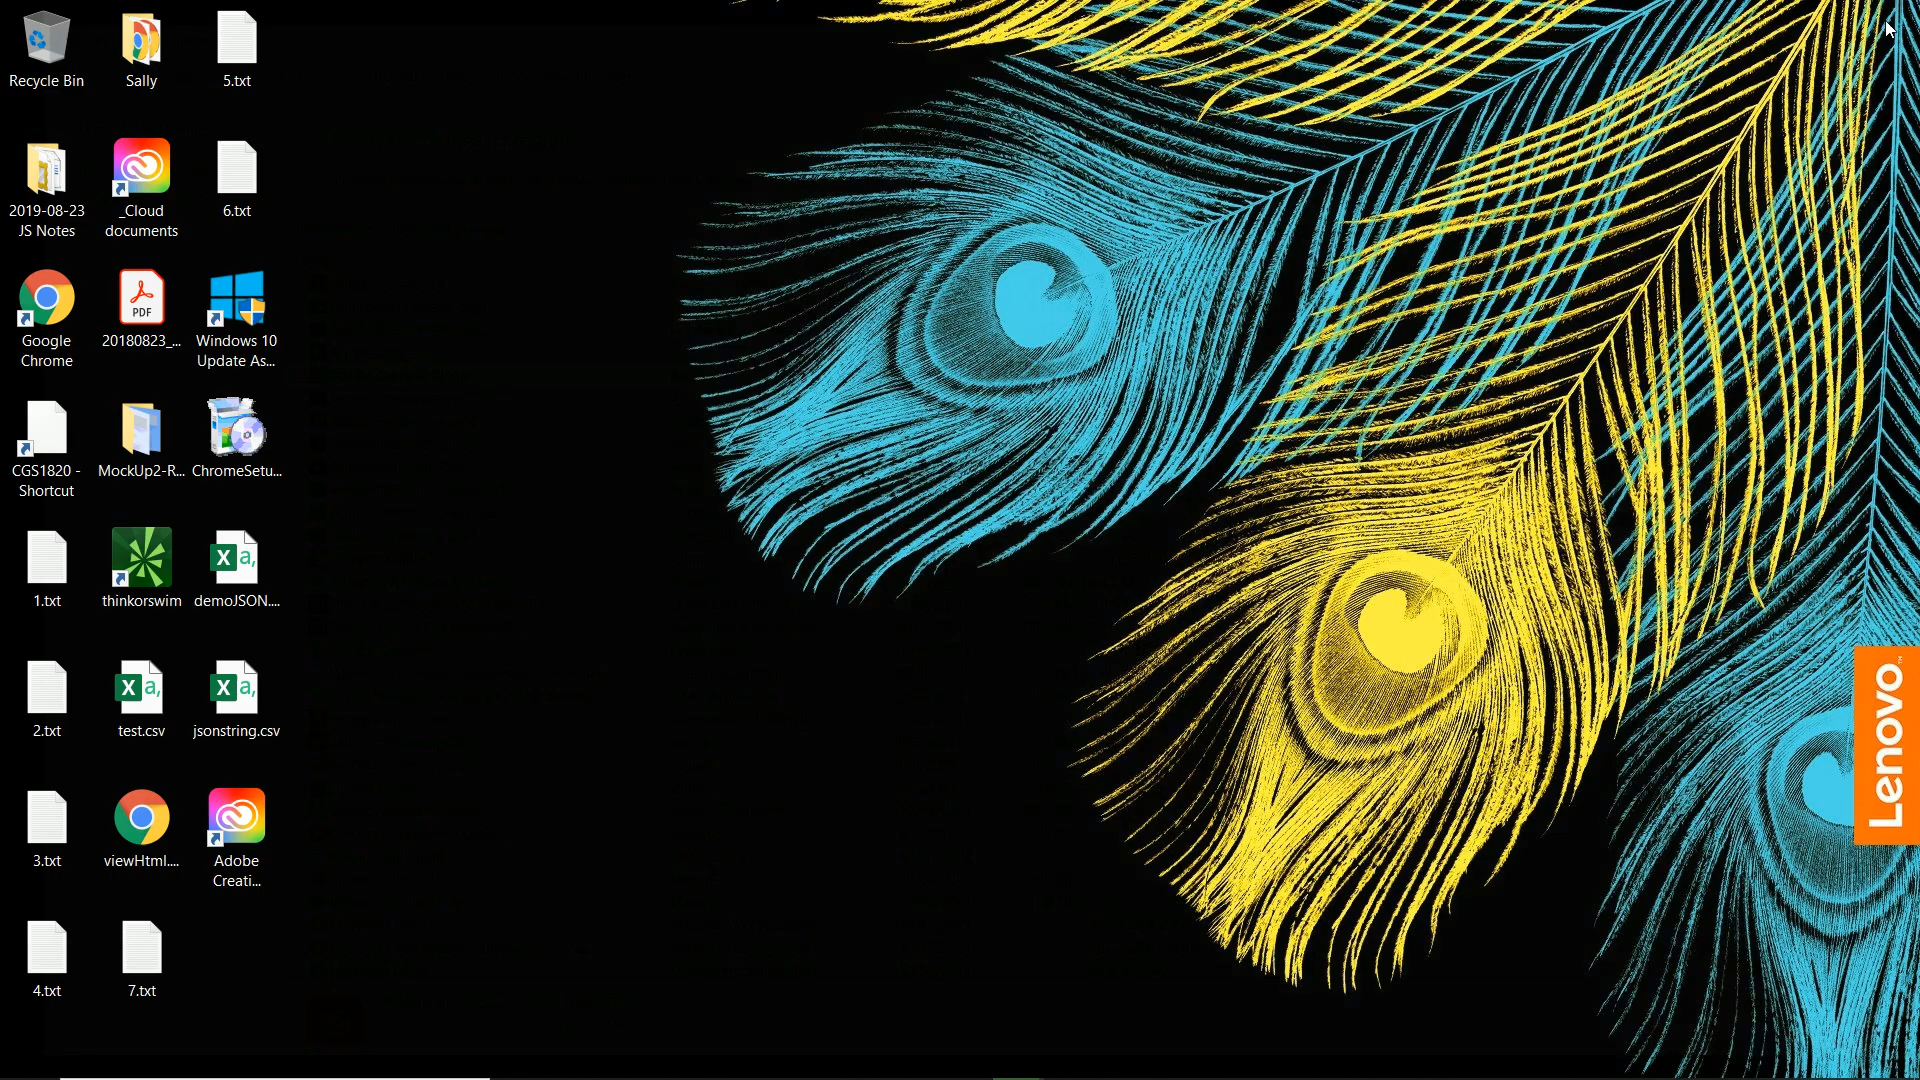 Recycle Bin
Sally
5.txt
2019-08-23
JS Notes
_Cloud
documents
6.txt
Google
Chrome
PDF
20180823_...
Windows 10
Update As...
CGS1820 -
Shortcut
MockUp2-R...
ChromeSetu...
1.txt
thinkorswim
X a,
demoJSON....
2.txt
X a,
test.csv
X a,
jsonstring.csv
3.txt
viewHtml....
Adobe
Creati...
4.txt
7.txt
Lenovo™